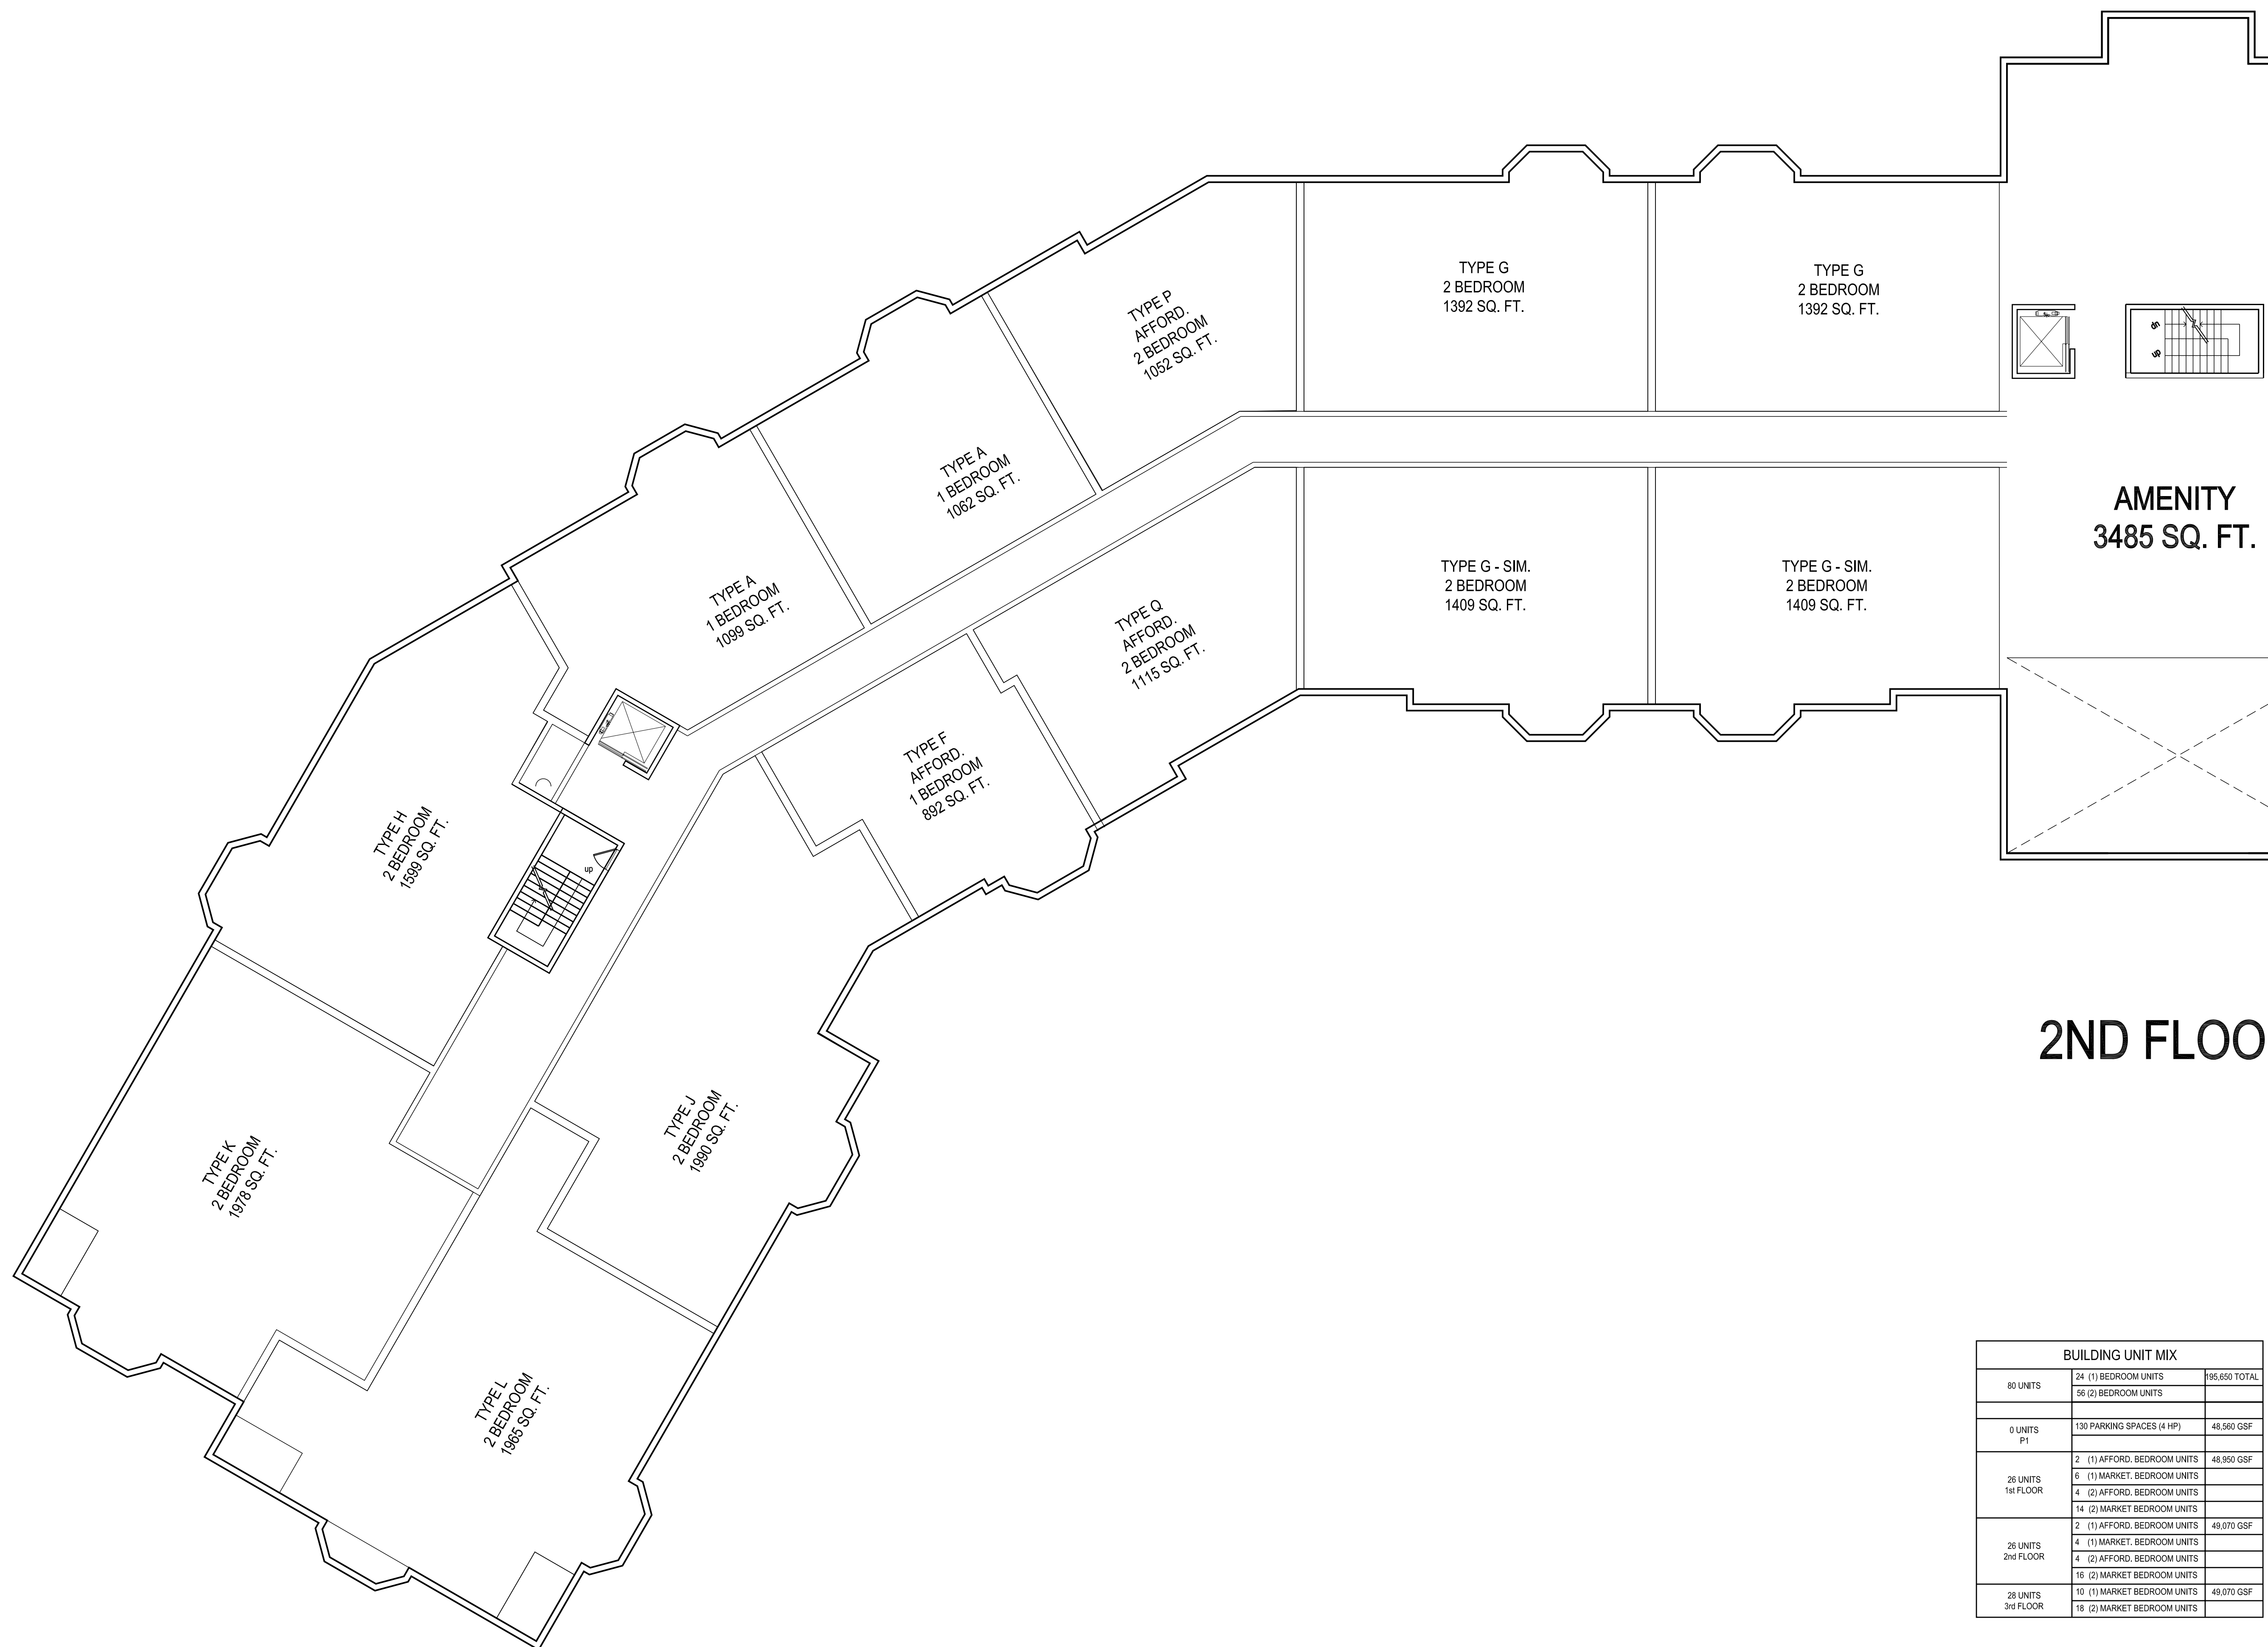 TYPE P
AFFORD.
2 BEDROOM
1052 SQ. FT.
TYPE G
2 BEDROOM
1392 SQ. FT.
TYPE G
2 BEDROOM
1392 SQ. FT.
dn
up
TYPE A
1 BEDROOM
1062 SQ. FT.
AMENITY
3485 SQ. FT.
TYPE A
1 BEDROOM
1099 SQ. FT.
TYPE Q
AFFORD.
2 BEDROOM
1115 SQ. FT.
TYPE G - SIM.
2 BEDROOM
1409 SQ. FT.
TYPE G - SIM.
2 BEDROOM
1409 SQ. FT.
TYPE F
AFFORD.
1 BEDROOM
892 SQ. FT.
TYPE H
2 BEDROOM
1599 SQ. FT.
up
2ND FLOO
TYPE J
2 BEDROOM
1990 SQ. FT.
TYPE K
2 BEDROOM
1978 SQ. FT.
TYPE L
2 BEDROOM
1965 SQ. FT.
BUILDING UNIT MIX
80 UNITS
24 (1) BEDROOM UNITS 195,650 TOTAL
56 (2) BEDROOM UNITS
0 UNITS
P1
130 PARKING SPACES (4 HP) 48,560 GSF
26 UNITS
1st FLOOR
2 (1) AFFORD. BEDROOM UNITS 48,950 GSF
6 (1) MARKET. BEDROOM UNITS
4 (2) AFFORD. BEDROOM UNITS
14 (2) MARKET BEDROOM UNITS
26 UNITS
2nd FLOOR
2 (1) AFFORD. BEDROOM UNITS 49,070 GSF
4 (1) MARKET. BEDROOM UNITS
4 (2) AFFORD. BEDROOM UNITS
16 (2) MARKET BEDROOM UNITS
28 UNITS
3rd FLOOR
10 (1) MARKET BEDROOM UNITS 49,070 GSF
18 (2) MARKET BEDROOM UNITS